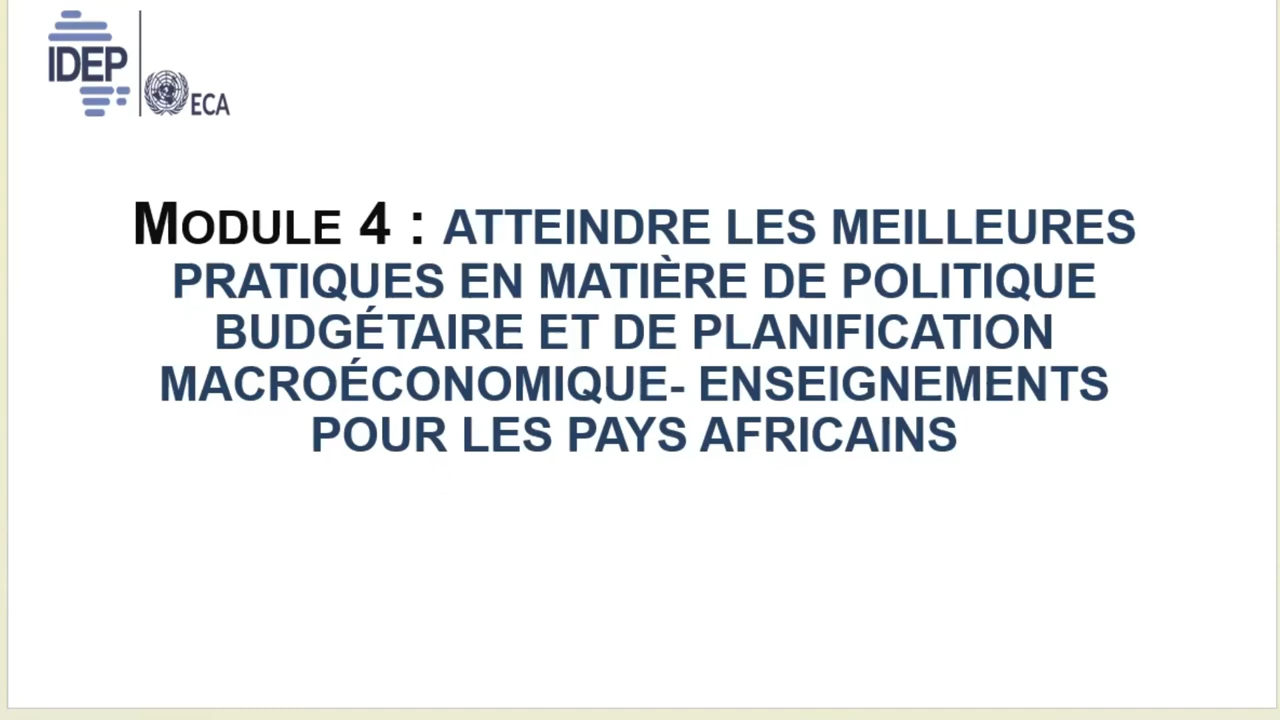 IDEP
ECA
MODULE 4 : ATTEINDRE LES MEILLEURES
PRATIQUES EN MATIÈRE DE POLITIQUE
BUDGÉTAIRE ET DE PLANIFICATION
MACROÉCONOMIQUE- ENSEIGNEMENTS
POUR LES PAYS AFRICAINS